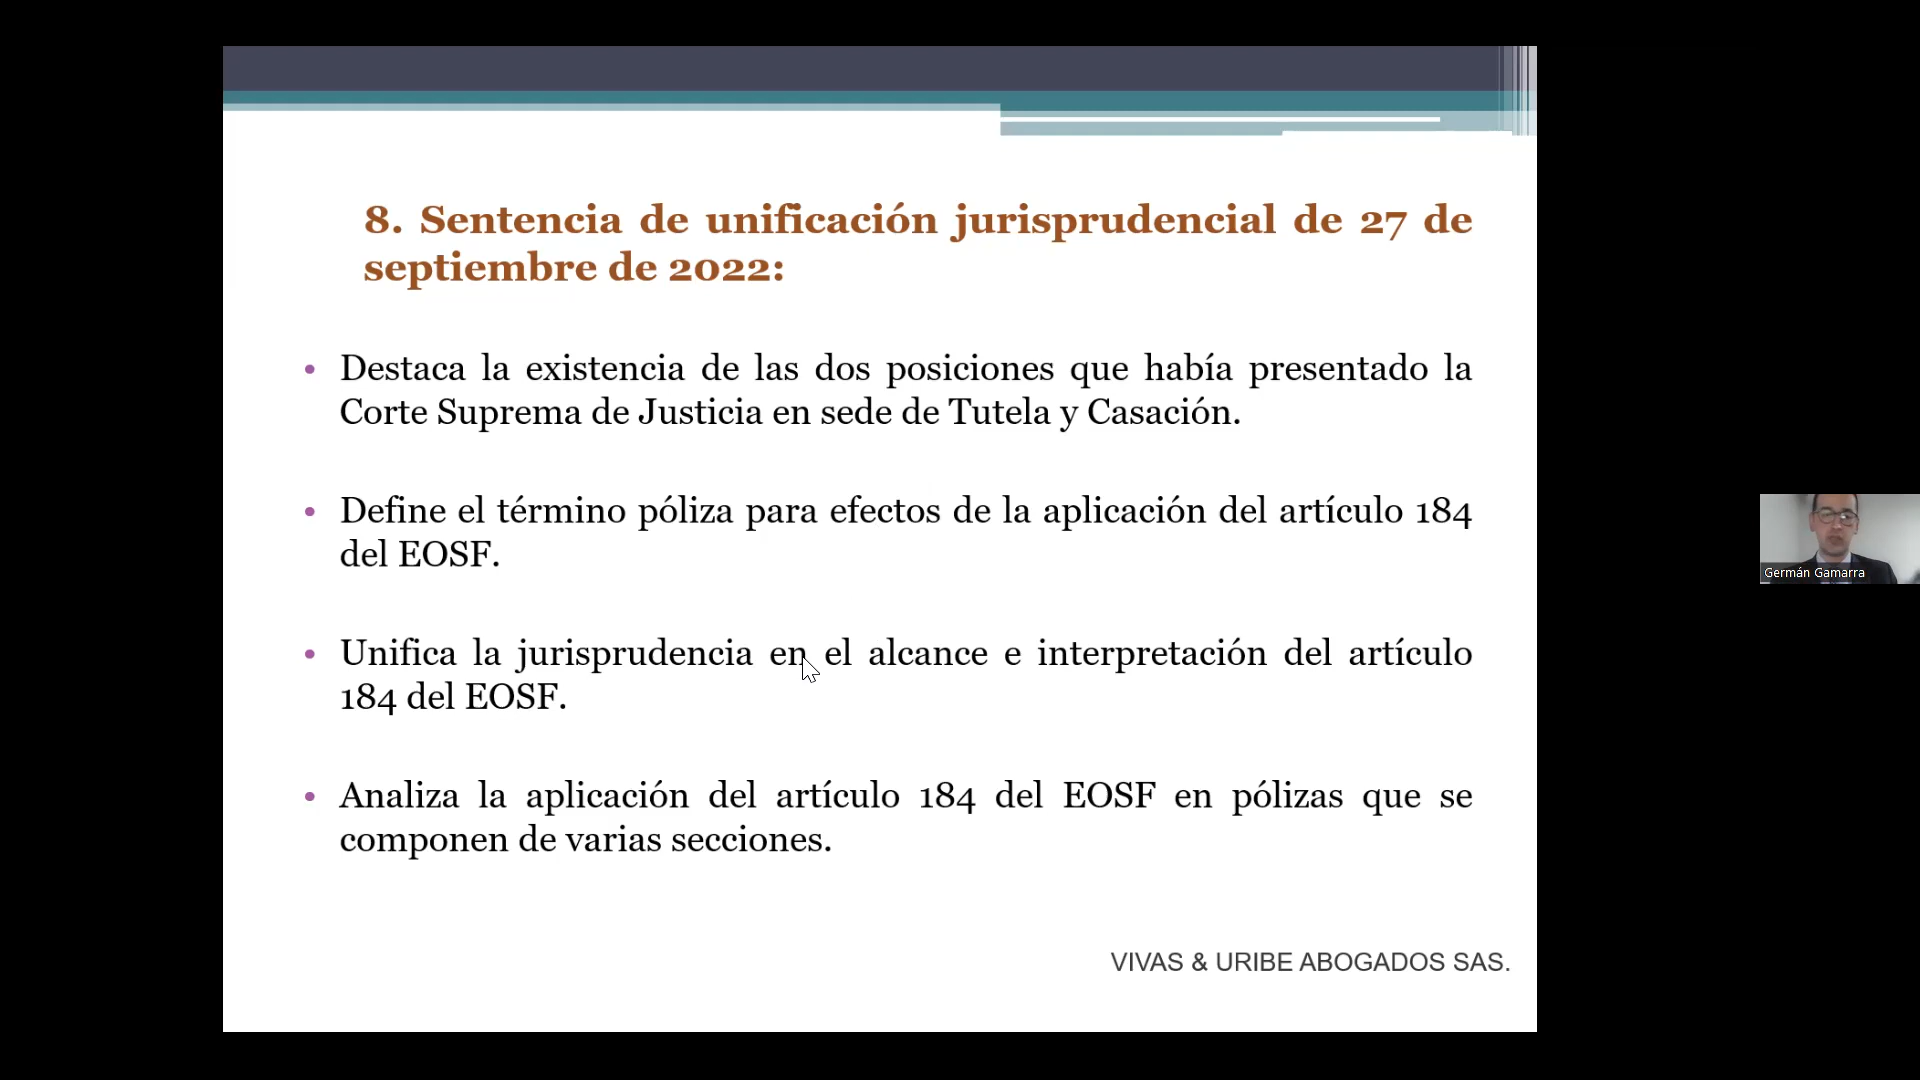 8. Sentencia de unificación jurisprudencial de 27 de
septiembre de 2022:
• Destaca la existencia de las dos posiciones que había presentado la
Corte Suprema de Justicia en sede de Tutela y Casación.
• Define el término póliza para efectos de la aplicación del artículo 184
del EOSF.
• Unifica la jurisprudencia en el alcance e interpretación del artículo
184 del EOSF.
• Analiza la aplicación del artículo 184 del EOSF en pólizas que se
componen de varias secciones.
VIVAS & URIBE ABOGADOS SAS.
Germán Gamarra